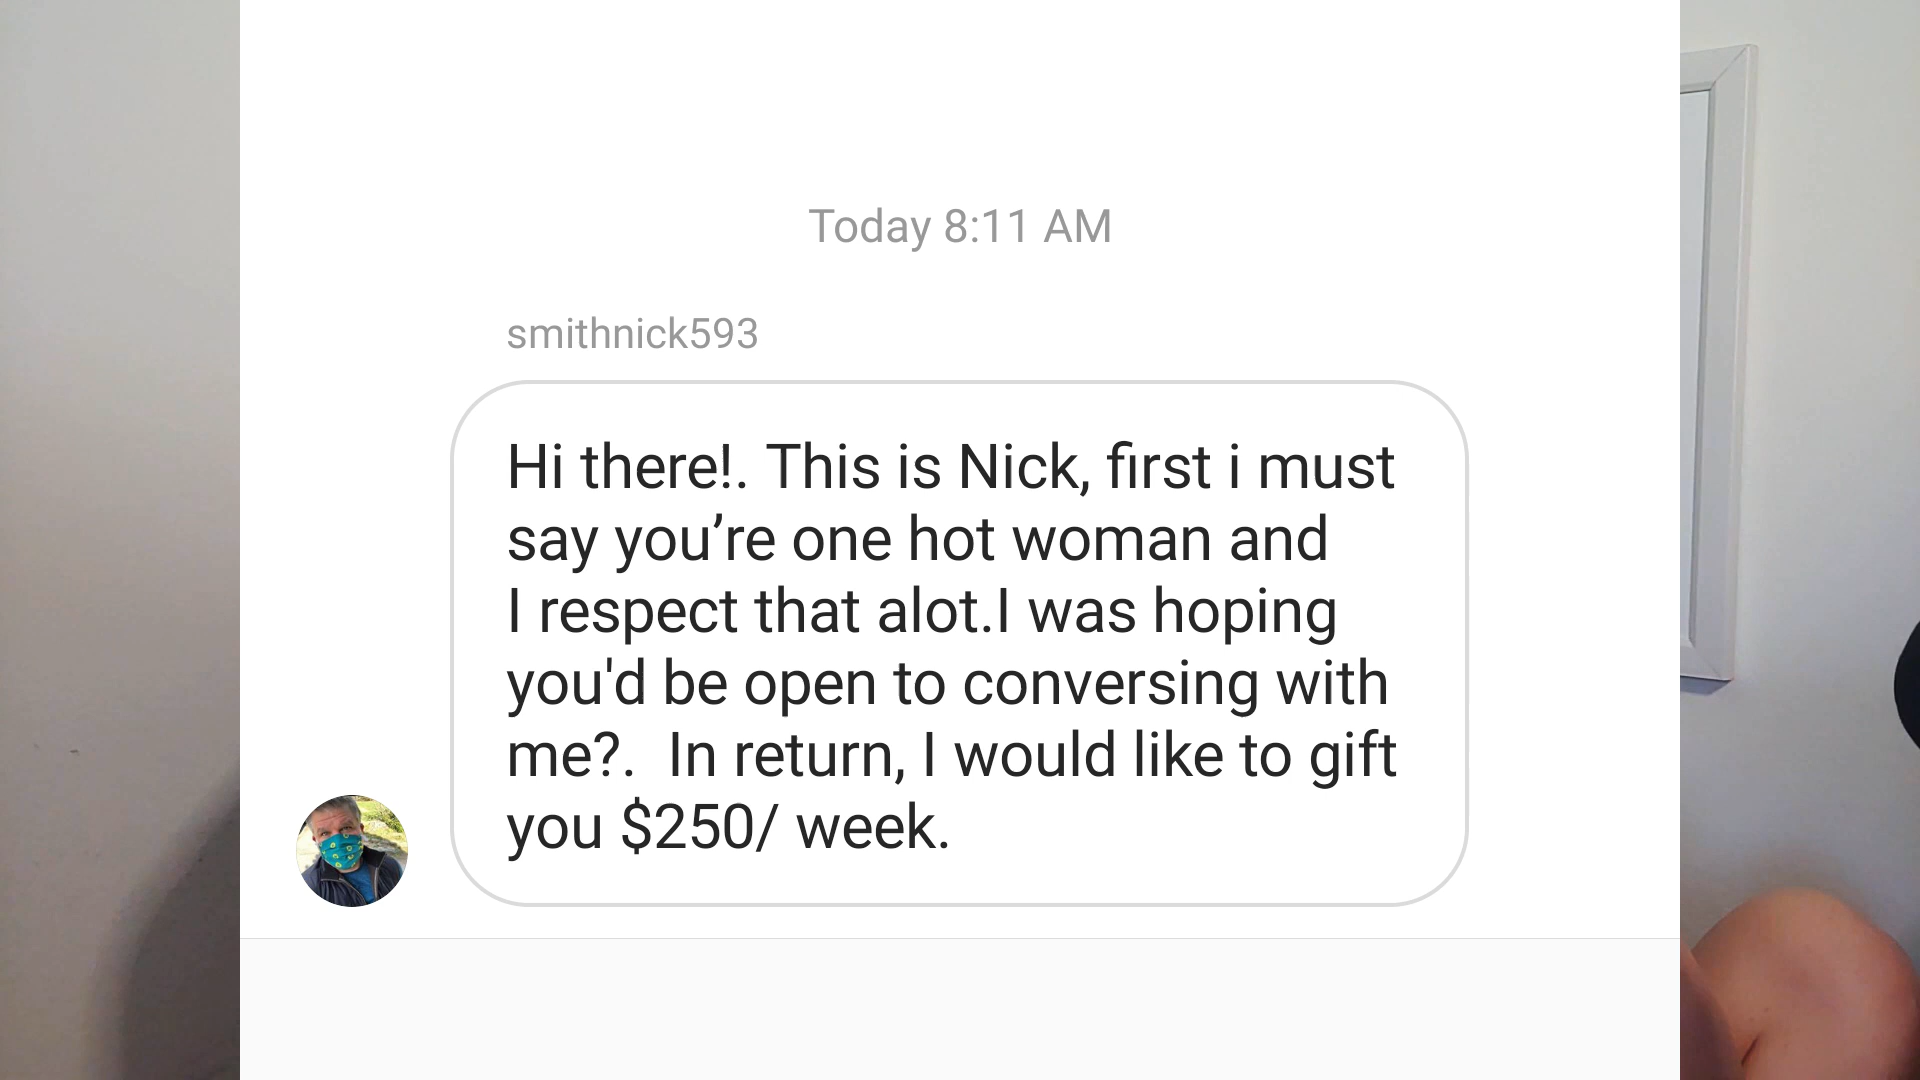 Today 8:11 AM
smithnick593
Hi there!. This is Nick, first i must
say you’re one hot woman and
I respect that alot.I was hoping
you'd be open to conversing with
me?.  In return, I would like to gift
you $250/ week.